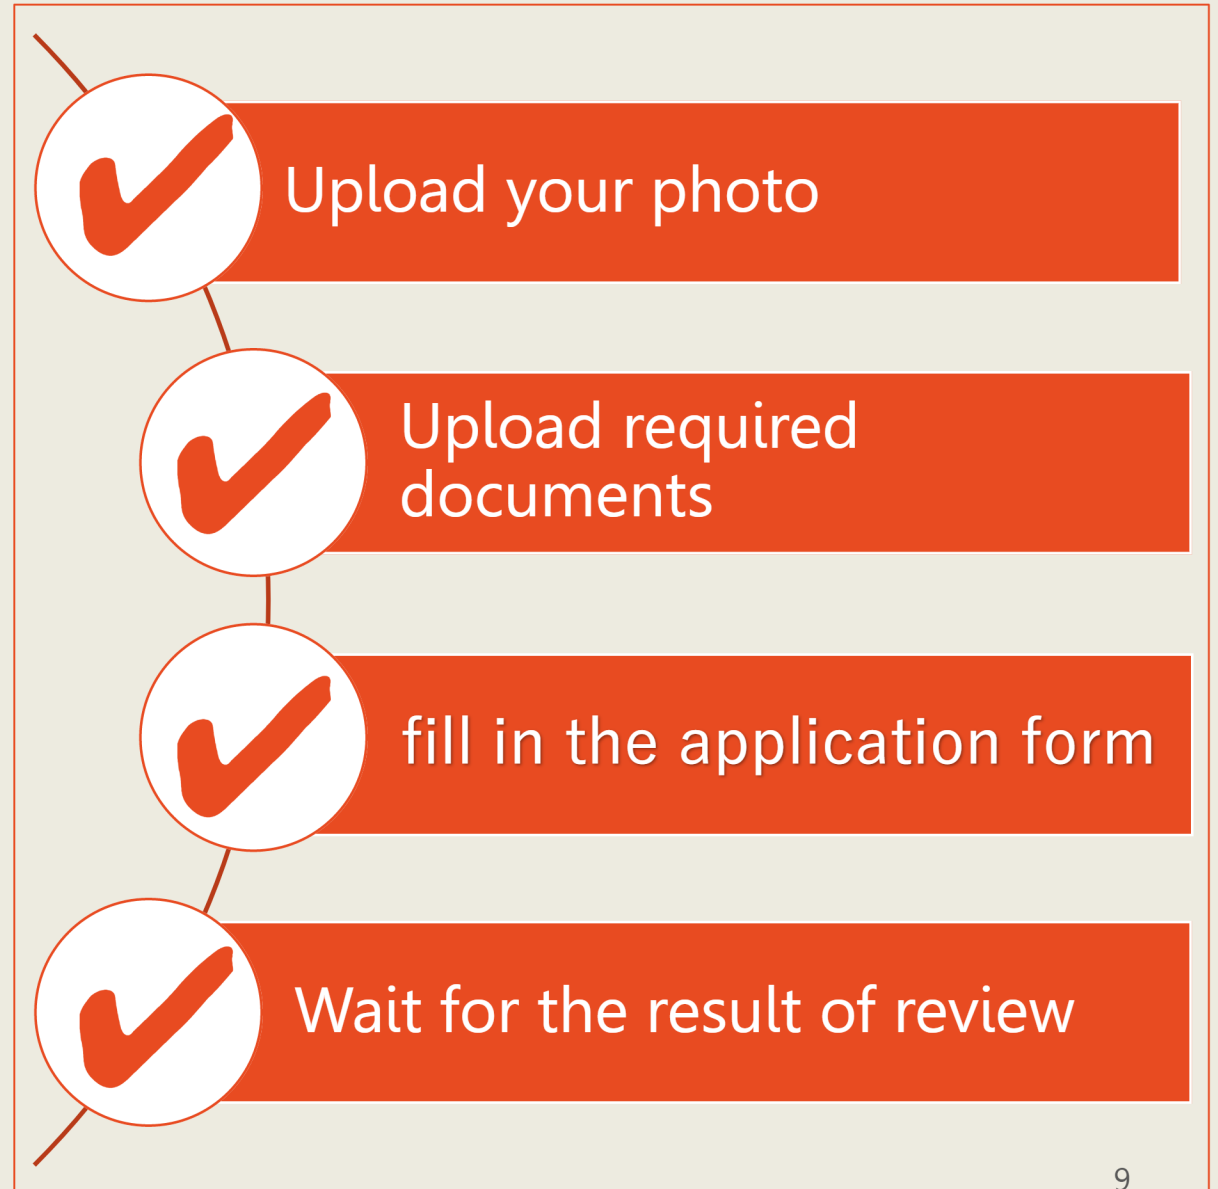 Upload your photo
Upload required
documents
fill in the application form
Wait for the result of review
9